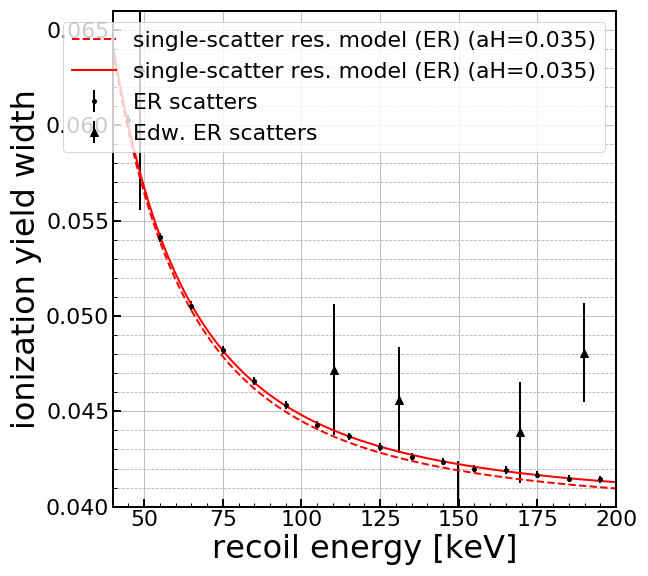 0.065
0.060
0.055
0.050
0.045
0.040
ionization yield width
single-scatter res. model (ER) (aH=0.035)
single-scatter res. model (ER) (aH=0.035)
ER scatters
Edw. ER scatters
50 75 100 125 150 175 200
recoil energy [keV]